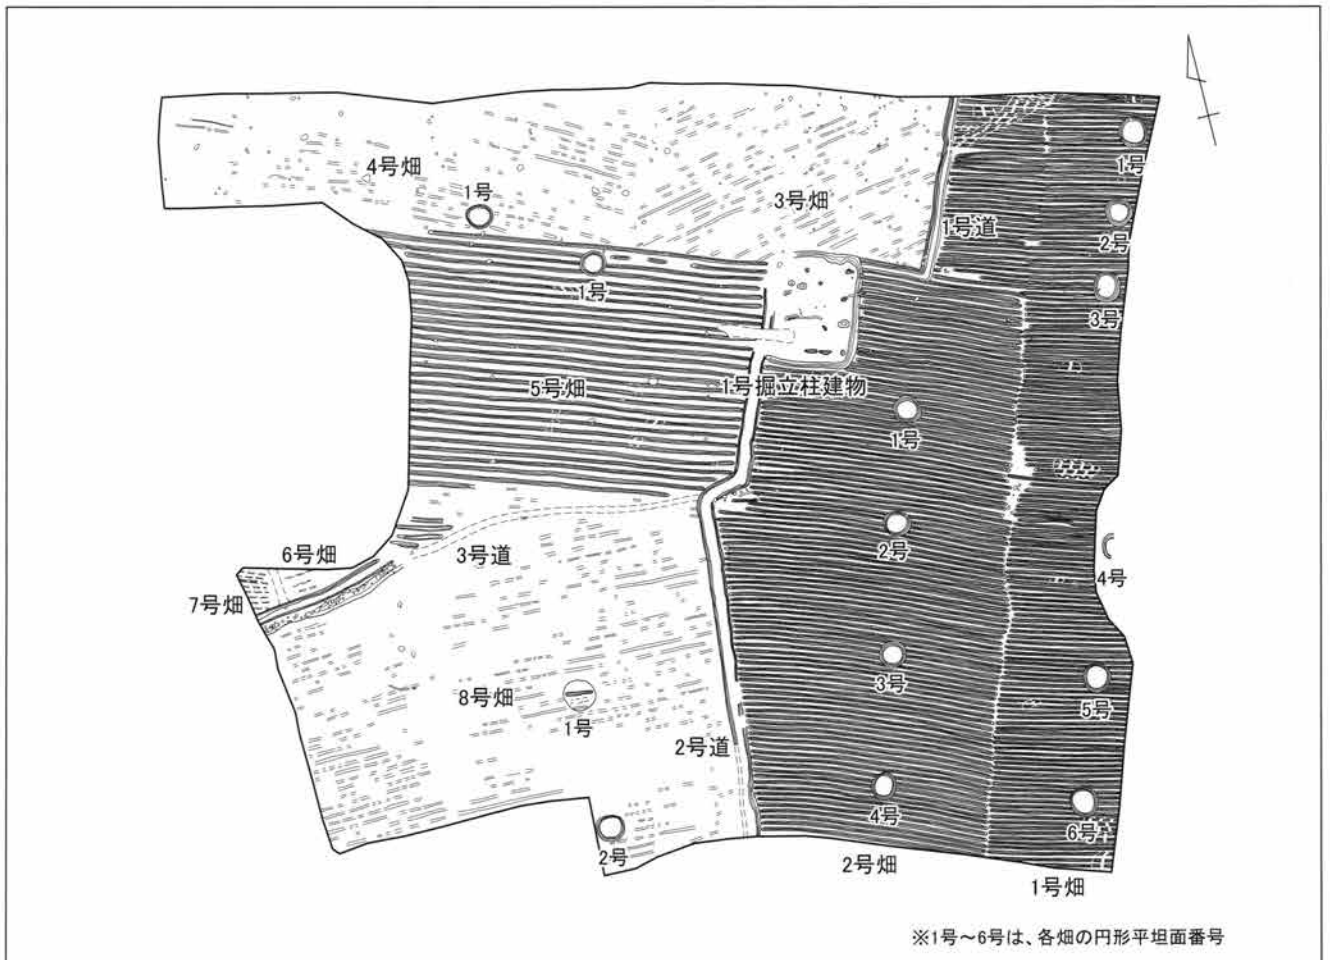 1号
4号畑
1号
3号畑
1号道
2号
1号
3号
5号畑
1号掘立柱建物
1号
2号
6号畑
3号道
4号
7号畑
3号
8号畑
5号
1号
2号道
4号
6号
2号
2号畑
1号畑
※1号～6号は、各畑の円形平坦面番号